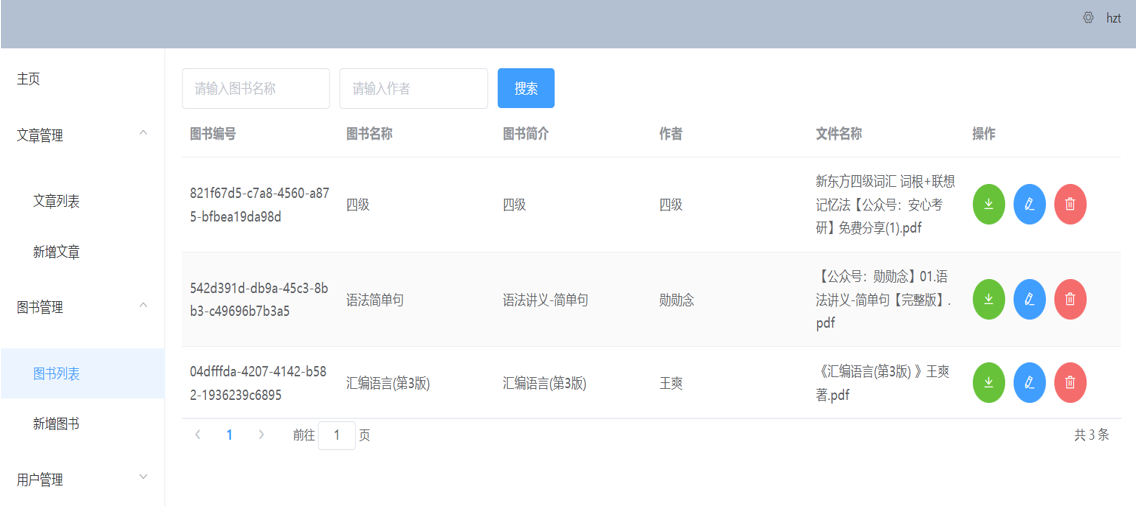 hzt
主页
文章管理
文章列表
新增文章
图书管理
图书列表
新增图书
用户管理
请输入图书名称 请输入作者 搜索
图书编号 图书名称 图书简介 作者 文件名称 操作
821f67d5-c7a8-4560-a87
5-bfbea19da98d
四级
四级
四级
新东方四级词汇 词根+联想
记忆法【公众号：安心考
研】免费分享(1).pdf
542d391d-db9a-45c3-8b
b3-c49696b7b3a5
语法简单句
语法讲义-简单句
勋勋念
【公众号：勋勋念】01.语
法讲义-简单句【完整版】.
pdf
04dfffda-4207-4142-b58
2-1936239c6895
汇编语言(第3版)
汇编语言(第3版)
王爽
《汇编语言(第3版) 》王爽
著.pdf
1 前往 1 页 共 3 条